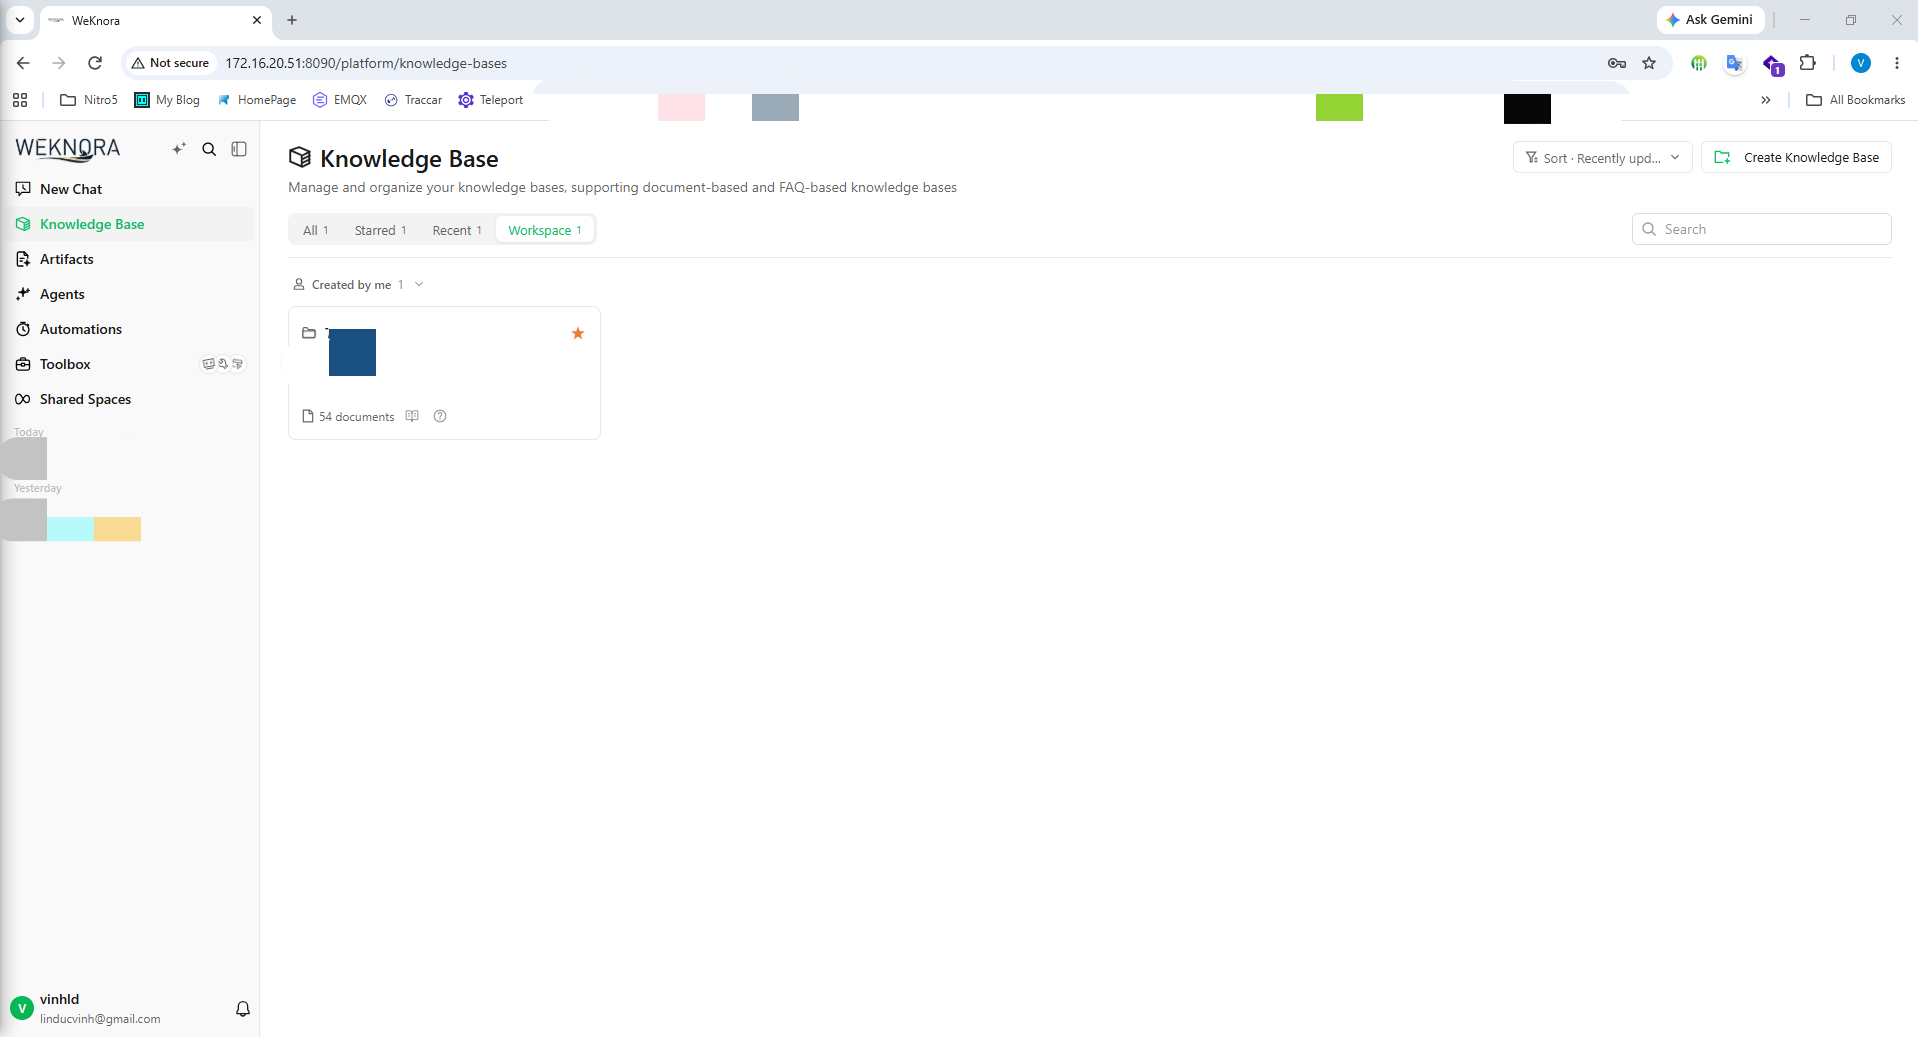 WeKnora
Ask Gemini
Not secure
172.16.20.51:8090/platform/knowledge-bases
1
V
Nitro5
My Blog
HomePage
EMQX
Traccar
Teleport
All Bookmarks
WEKNORA
New Chat
Knowledge Base
Artifacts
Agents
Automations
Toolbox
Shared Spaces
Today
Yesterday
V
vinhld
linducvinh@gmail.com
Knowledge Base
Manage and organize your knowledge bases, supporting document-based and FAQ-based knowledge bases
Sort · Recently upd...
Create Knowledge Base
All 1
Starred 1
Recent 1
Workspace 1
Search
Created by me 1
54 documents